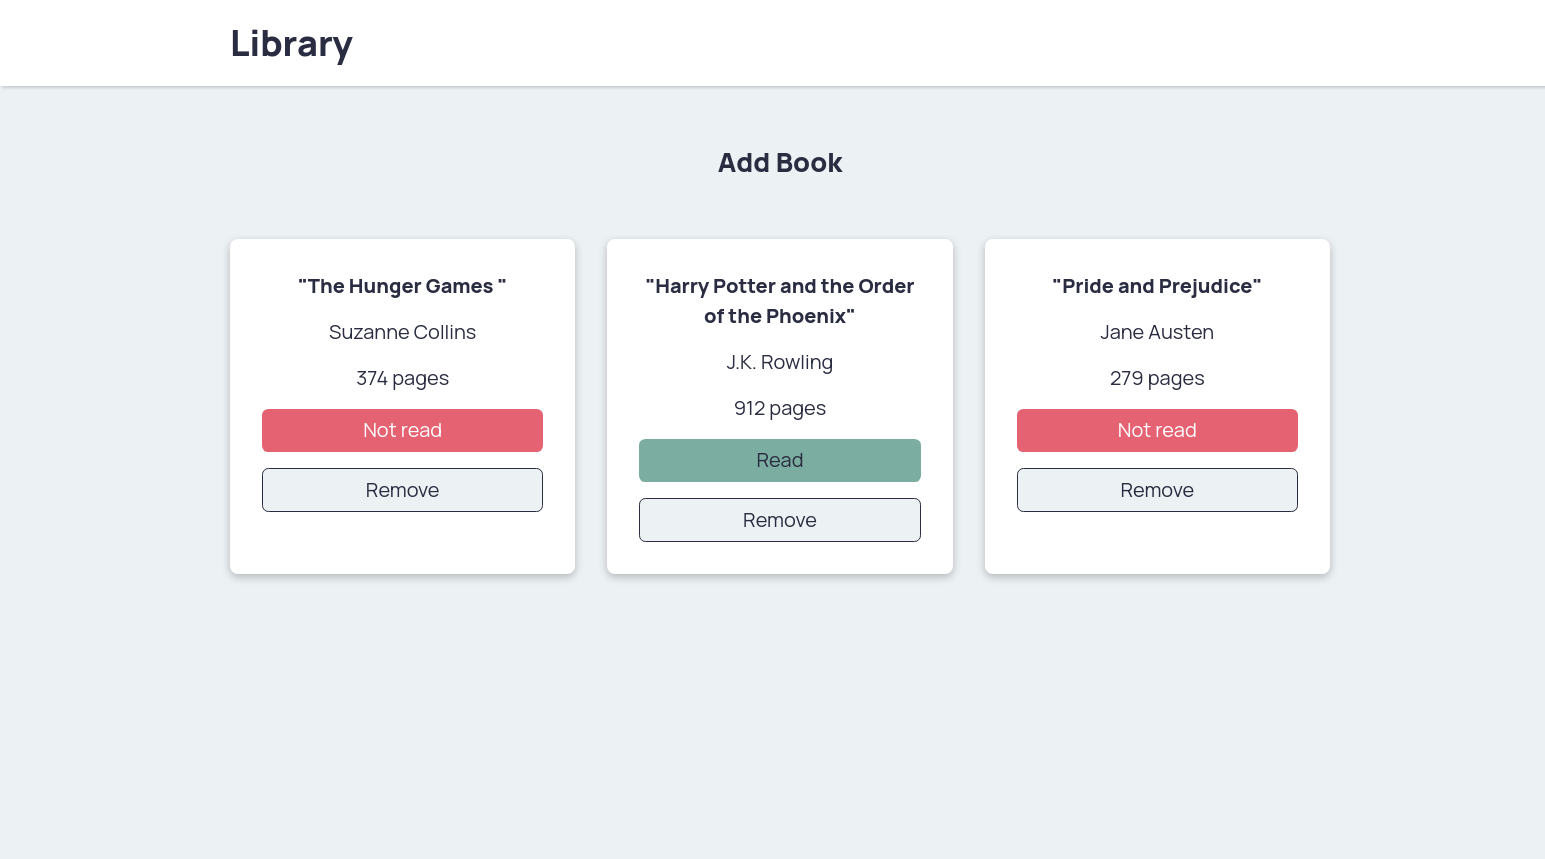 Library
Add Book
"The Hunger Games "
Suzanne Collins
374 pages
Not read
Remove
"Harry Potter and the Order
of the Phoenix"
J.K. Rowling
912 pages
Read
Remove
"Pride and Prejudice"
Jane Austen
279 pages
Not read
Remove